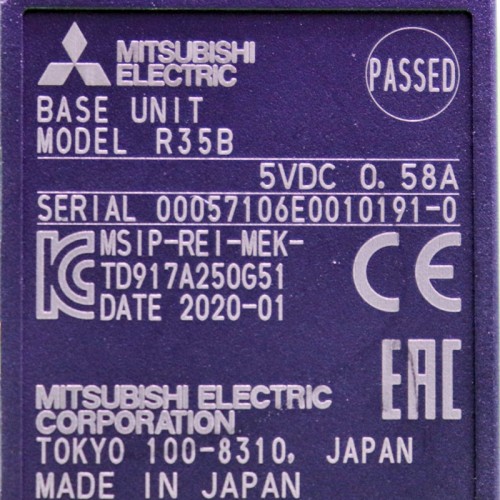 MITSUBISHI
ELECTRIC
PASSED
BASE UNIT
MODEL R35B
5VDC 0.58A
SERIAL 00057106E0010191-0
MSIP-REI-MEK-
TD917A250G51
DATE 2020-01
CE
EAC
MITSUBISHI ELECTRIC
CORPORATION
TOKYO 100-8310, JAPAN
MADE IN JAPAN